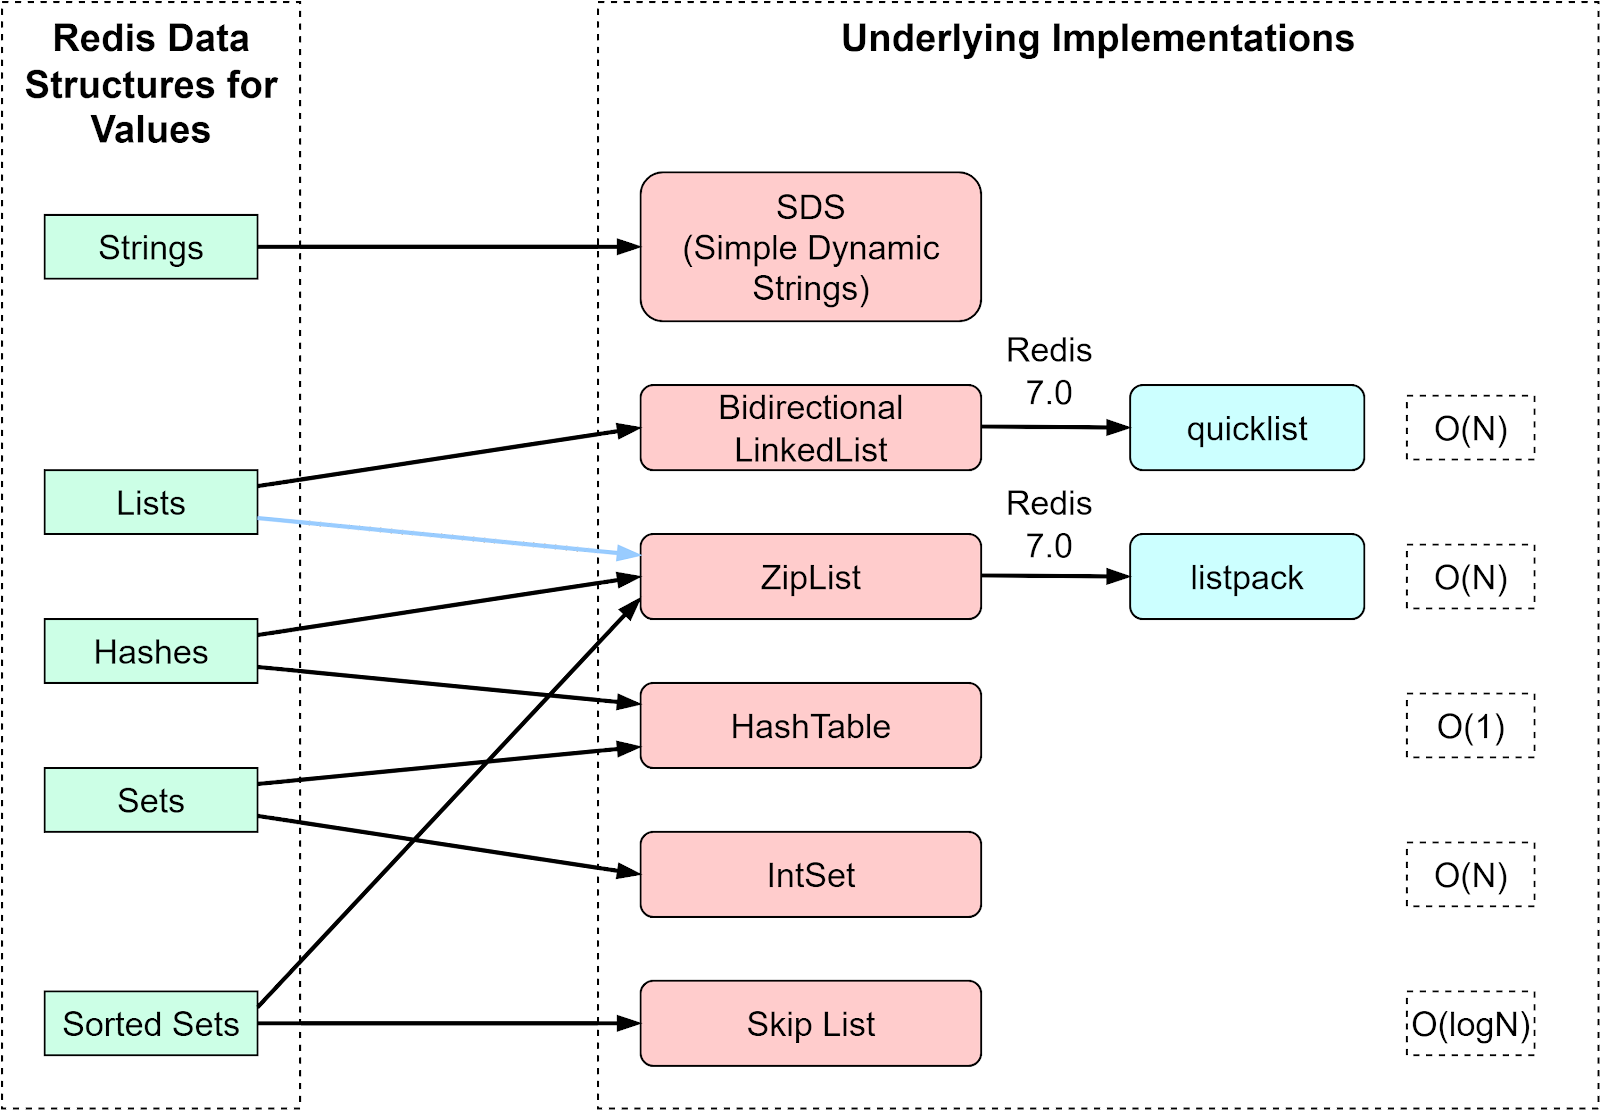 Redis Data
Structures for
Values
Underlying Implementations
Strings
SDS
(Simple Dynamic
Strings)
Lists
Bidirectional
LinkedList
Redis
7.0
quicklist
O(N)
ZipList
Redis
7.0
listpack
O(N)
Hashes
HashTable
O(1)
Sets
IntSet
O(N)
Sorted Sets
Skip List
O(logN)